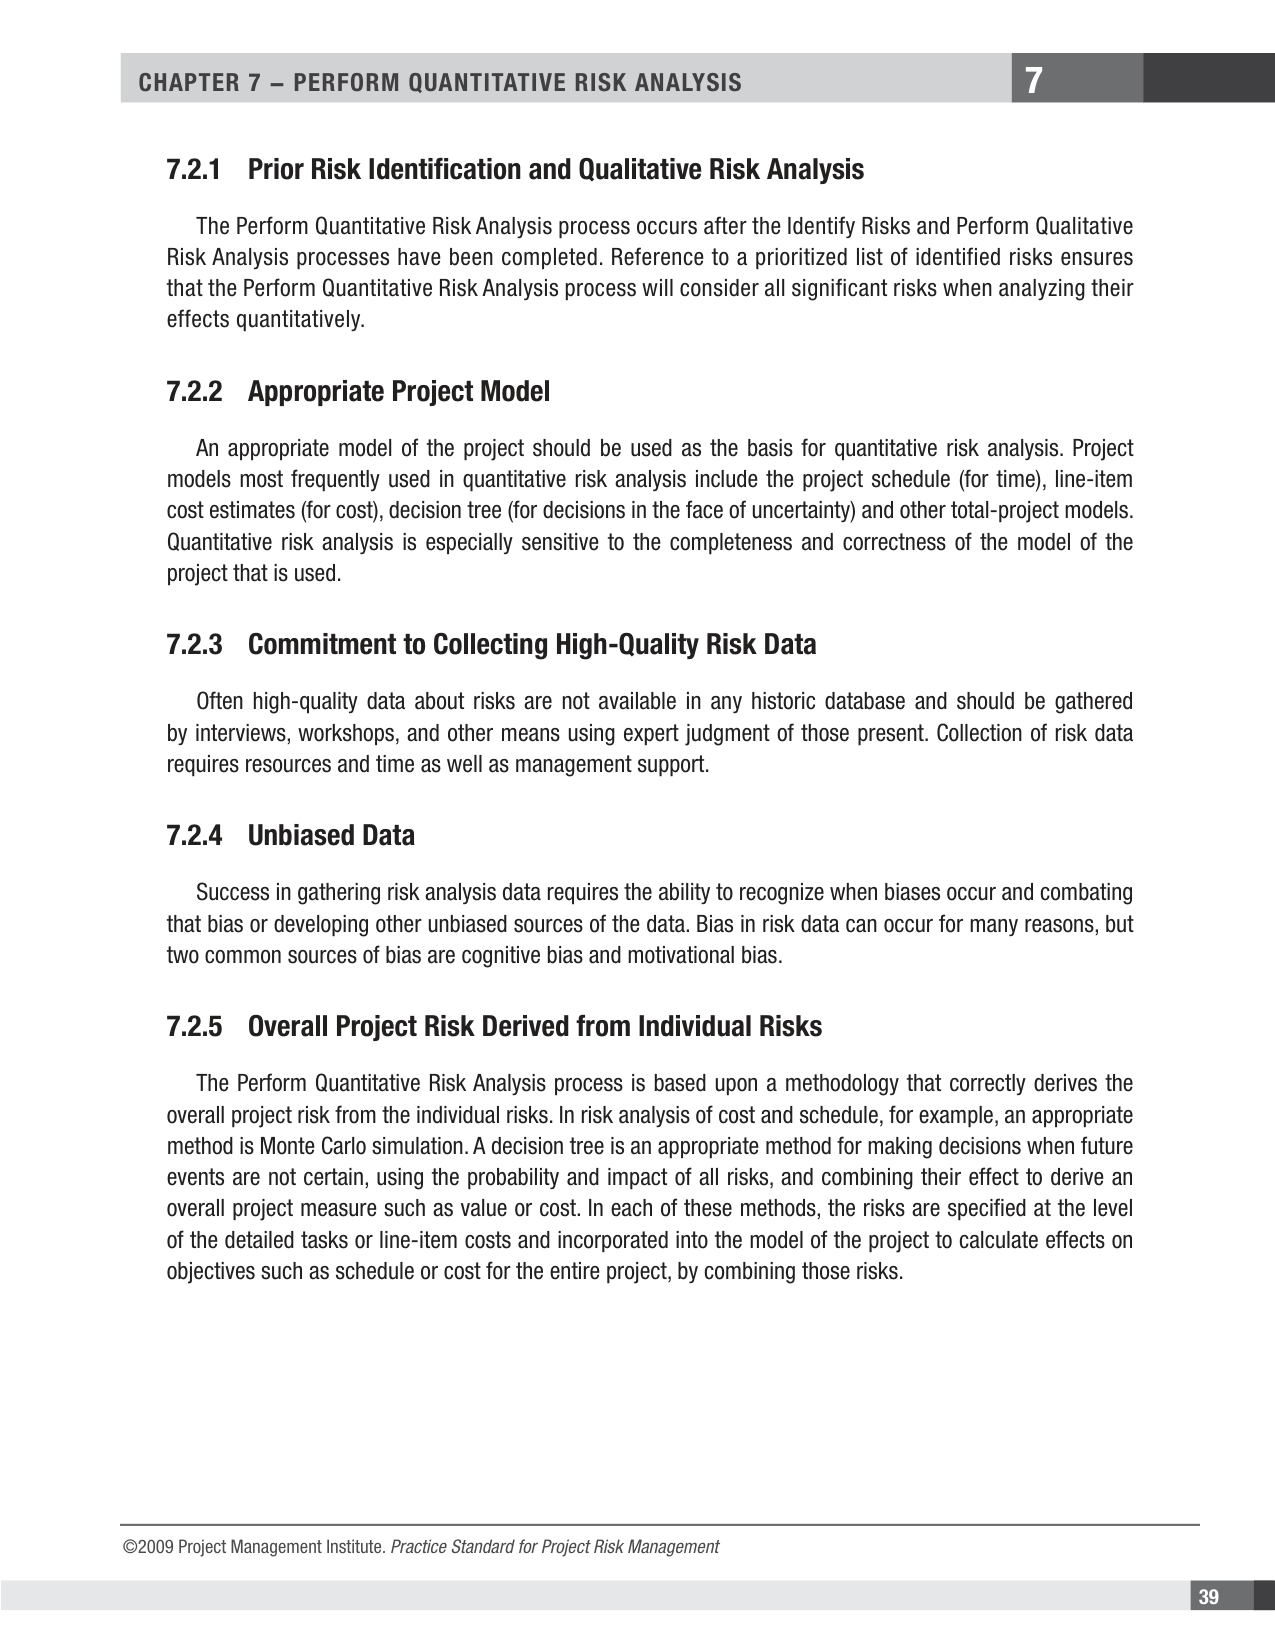 CHAPTER 7 – PERFORM QUANTITATIVE RISK ANALYSIS 7
7.2.1 Prior Risk Identification and Qualitative Risk Analysis
The Perform Quantitative Risk Analysis process occurs after the Identify Risks and Perform Qualitative
Risk Analysis processes have been completed. Reference to a prioritized list of identified risks ensures
that the Perform Quantitative Risk Analysis process will consider all significant risks when analyzing their
effects quantitatively.
7.2.2 Appropriate Project Model
An appropriate model of the project should be used as the basis for quantitative risk analysis. Project
models most frequently used in quantitative risk analysis include the project schedule (for time), line-item
cost estimates (for cost), decision tree (for decisions in the face of uncertainty) and other total-project models.
Quantitative risk analysis is especially sensitive to the completeness and correctness of the model of the
project that is used.
7.2.3 Commitment to Collecting High-Quality Risk Data
Often high-quality data about risks are not available in any historic database and should be gathered
by interviews, workshops, and other means using expert judgment of those present. Collection of risk data
requires resources and time as well as management support.
7.2.4 Unbiased Data
Success in gathering risk analysis data requires the ability to recognize when biases occur and combating
that bias or developing other unbiased sources of the data. Bias in risk data can occur for many reasons, but
two common sources of bias are cognitive bias and motivational bias.
7.2.5 Overall Project Risk Derived from Individual Risks
The Perform Quantitative Risk Analysis process is based upon a methodology that correctly derives the
overall project risk from the individual risks. In risk analysis of cost and schedule, for example, an appropriate
method is Monte Carlo simulation. A decision tree is an appropriate method for making decisions when future
events are not certain, using the probability and impact of all risks, and combining their effect to derive an
overall project measure such as value or cost. In each of these methods, the risks are specified at the level
of the detailed tasks or line-item costs and incorporated into the model of the project to calculate effects on
objectives such as schedule or cost for the entire project, by combining those risks.
©2009 Project Management Institute. Practice Standard for Project Risk Management
39